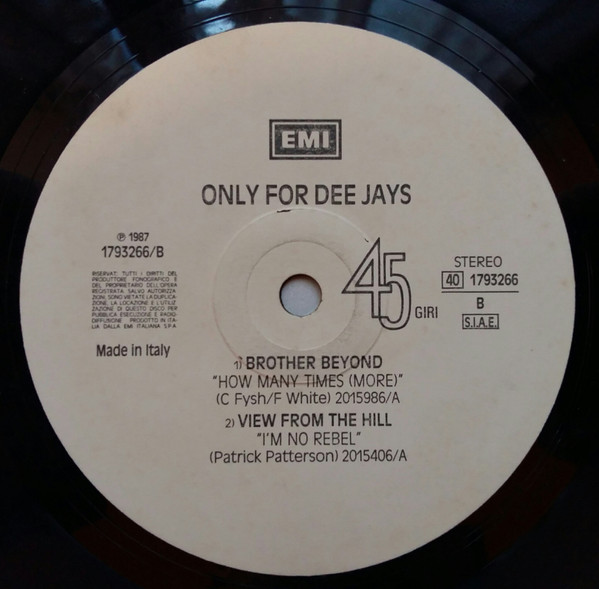 EMI
ONLY FOR DEE JAYS
℗ 1987
1793266/B
RISERVATI TUTTI I DIRITTI DEL
PRODUTTORE FONOGRAFICO E
DEL PROPRIETARIO DELL'OPERA
REGISTRATA. SALVO AUTORIZZA-
ZIONE, SONO VIETATE LA DUPLICA-
ZIONE, LA LOCAZIONE E L'UTILIZ-
ZAZIONE DI QUESTO DISCO PER
PUBBLICA ESECUZIONE E RADIO-
DIFFUSIONE. PRODOTTO IN ITA-
LIA DALLA EMI ITALIANA S.P.A.
Made in Italy
45 GIRI
STEREO
40 1793266
B
S.I.A.E.
1) BROTHER BEYOND
"HOW MANY TIMES (MORE)"
(C Fysh/F White) 2015986/A
2) VIEW FROM THE HILL
"I'M NO REBEL"
(Patrick Patterson) 2015406/A